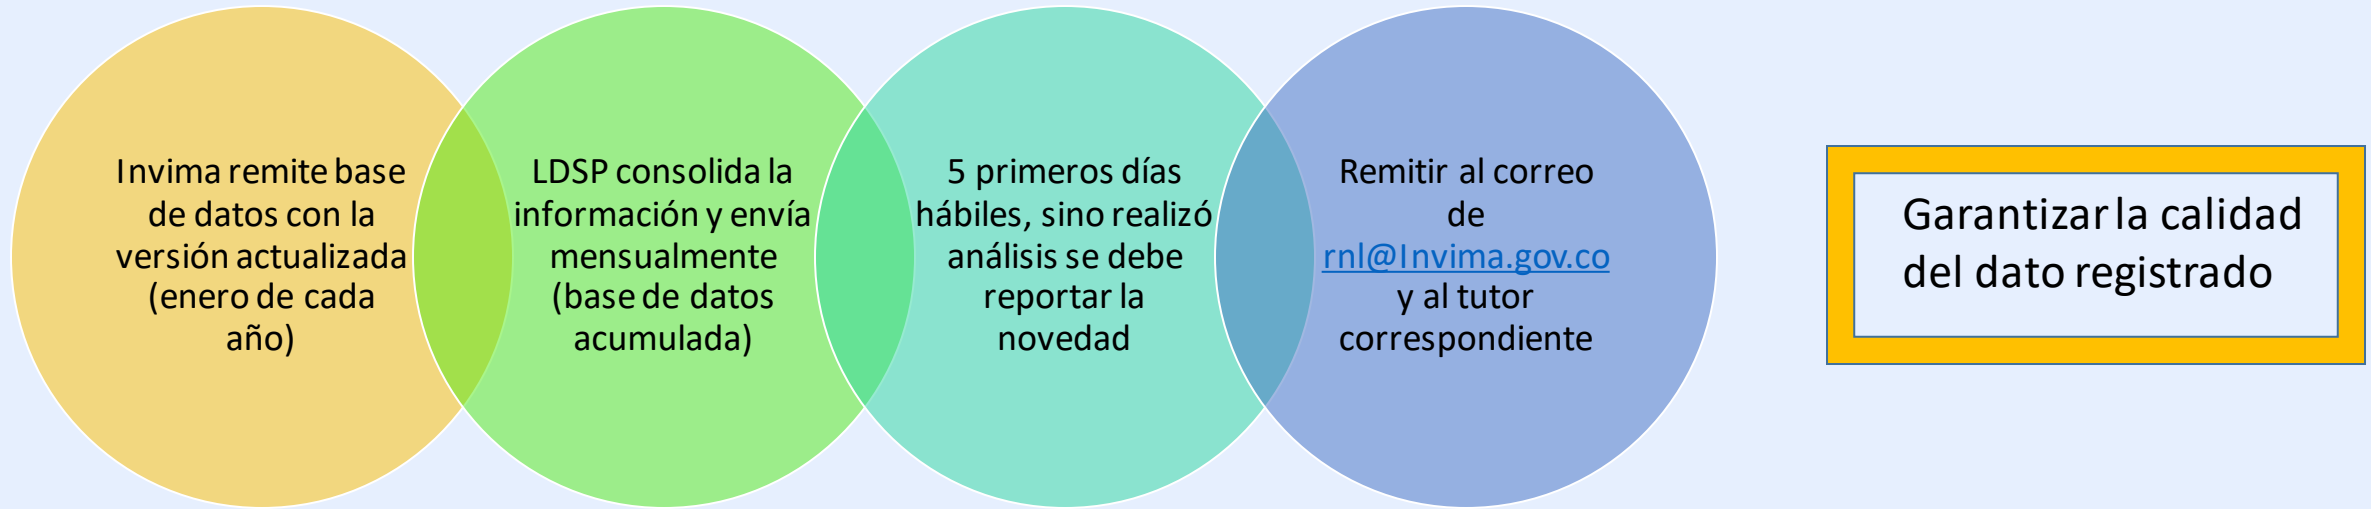 Invima remite base
de datos con la
versión actualizada
(enero de cada
año)
LDSP consolida la
información y envía
mensualmente
(base de datos
acumulada)
5 primeros días
hábiles, sino realizó
análisis se debe
reportar la
novedad
Remitir al correo
de
rnl@Invima.gov.co
y al tutor
correspondiente
Garantizar la calidad
del dato registrado